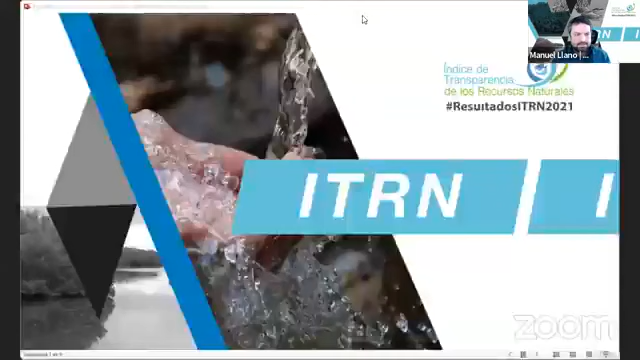 Manuel Llano |...
Índice de
Transparencia
de los Recursos Naturales
#ResultadosITRN2021
ITRN
I
zoom